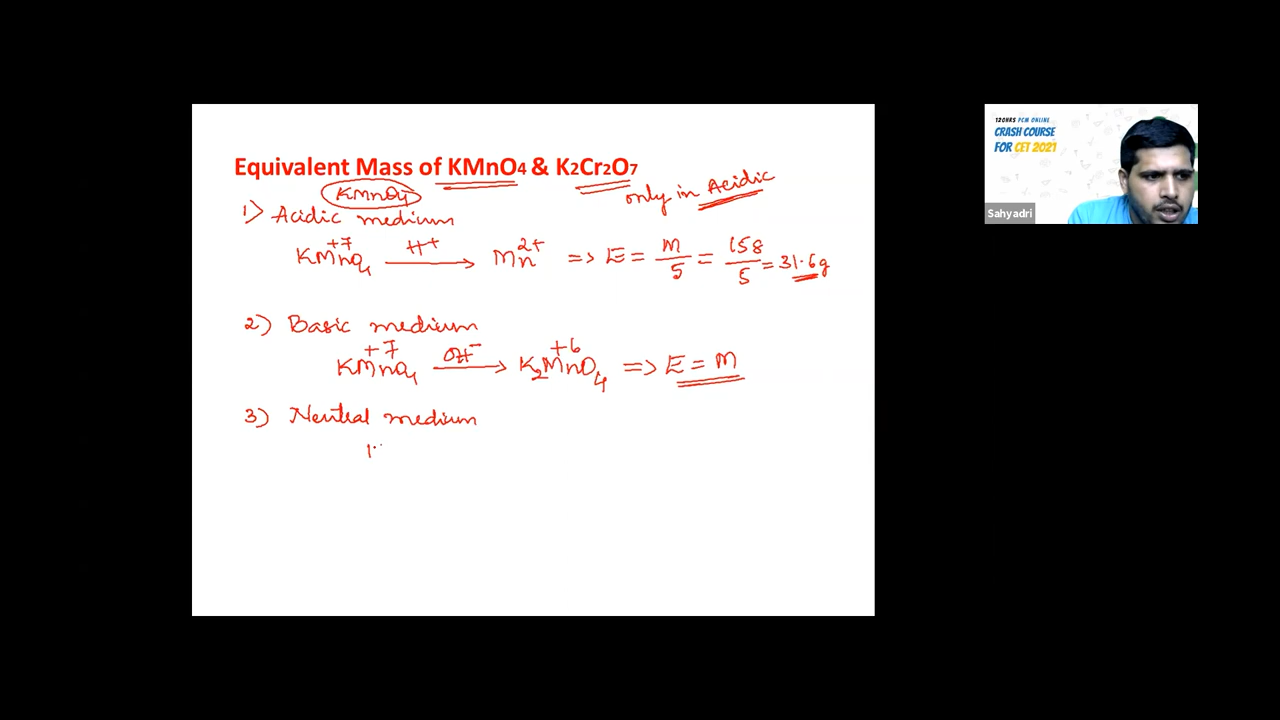 Equivalent Mass of KMnO4 & K2Cr2O7
KMnO4
only in Acidic
1) Acidic medium
+7
KMnO4 H+ → Mn2+ => E = M/5 = 158/5 = 31.6g
2) Basic medium
+7 +6
KMnO4 OH- → K2MnO4 => E = M
3) Neutral medium
120HRS PCM ONLINE
CRASH COURSE
FOR CET 2021
Sahyadri